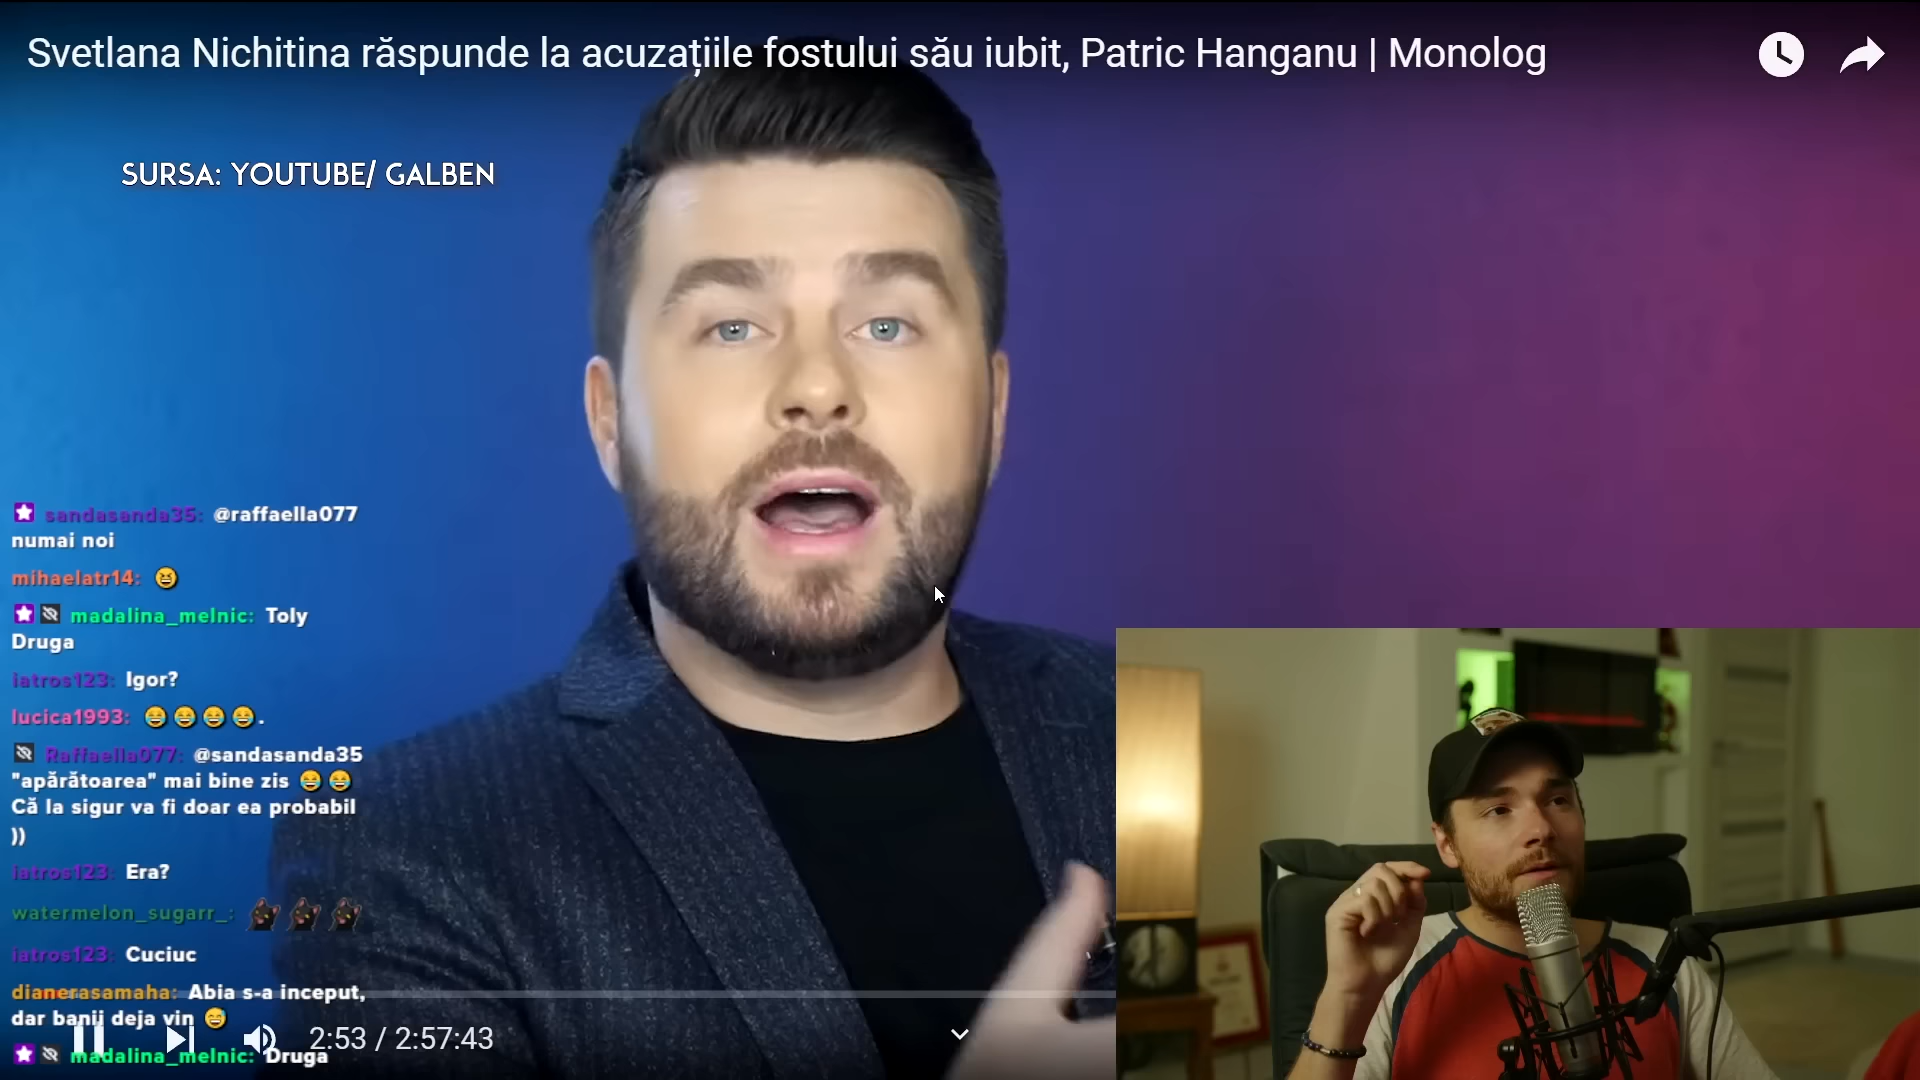 Svetlana Nichitina răspunde la acuzațiile fostului său iubit, Patric Hanganu | Monolog
SURSA: YOUTUBE/ GALBEN
sandasanda35: @raffaella077
numai noi
mihaelatr14:
madalina_melnic: Toly
Druga
iatros123: Igor?
lucica1993: 😂😂😂😂.
Raffaella077: @sandasanda35
"apărătoarea" mai bine zis 😂😂
Că la sigur va fi doar ea probabil
))
iatros123: Era?
watermelon_sugarr_:
iatros123: Cuciuc
dianerasamaha: Abia s-a inceput,
dar banii deja vin 😅
madalina_melnic: Druga
2:53 / 2:57:43